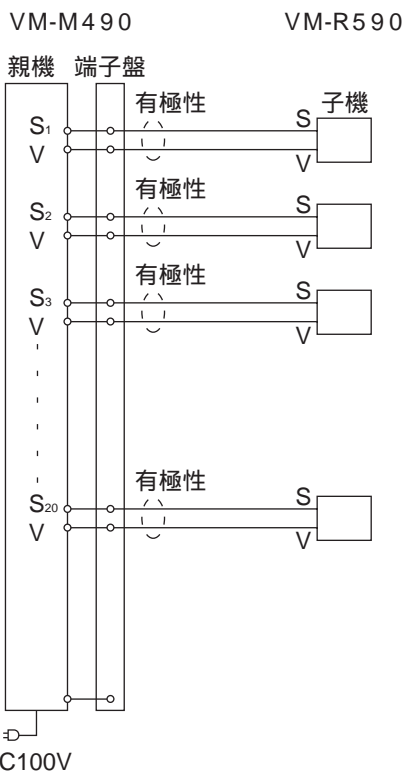 VM-M490 VM-R590
親機 端子盤
有極性 子機
S1 S
V V
有極性
S2 S
V V
有極性
S3 S
V V
有極性
S20 S
V V
C100V